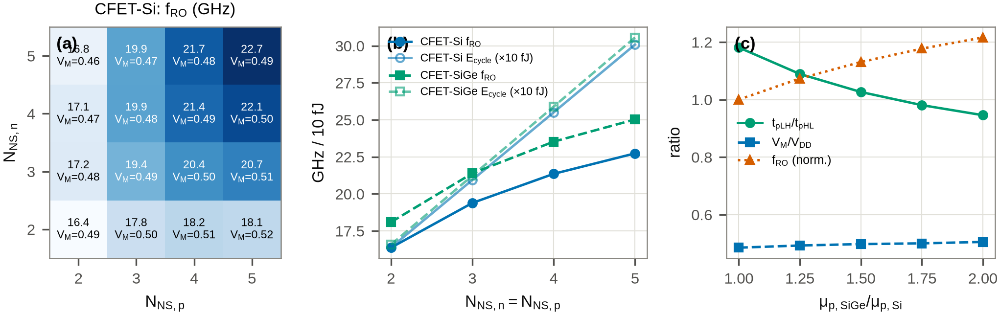 CFET-Si: fRO (GHz)
(a)
5
16.8
VM=0.46
19.9
VM=0.47
21.7
VM=0.48
22.7
VM=0.49
4
17.1
VM=0.47
19.9
VM=0.48
21.4
VM=0.49
22.1
VM=0.50
3
17.2
VM=0.48
19.4
VM=0.49
20.4
VM=0.50
20.7
VM=0.51
2
16.4
VM=0.49
17.8
VM=0.50
18.2
VM=0.51
18.1
VM=0.52
2 3 4 5
NNS, p
NNS, n
(b)
CFET-Si fRO
CFET-Si Ecycle (×10 fJ)
CFET-SiGe fRO
CFET-SiGe Ecycle (×10 fJ)
30.0
27.5
25.0
22.5
20.0
17.5
GHz / 10 fJ
2 3 4 5
NNS, n = NNS, p
(c)
1.2
1.0
0.8
0.6
ratio
tpLH/tpHL
VM/VDD
fRO (norm.)
1.00 1.25 1.50 1.75 2.00
μp, SiGe/μp, Si